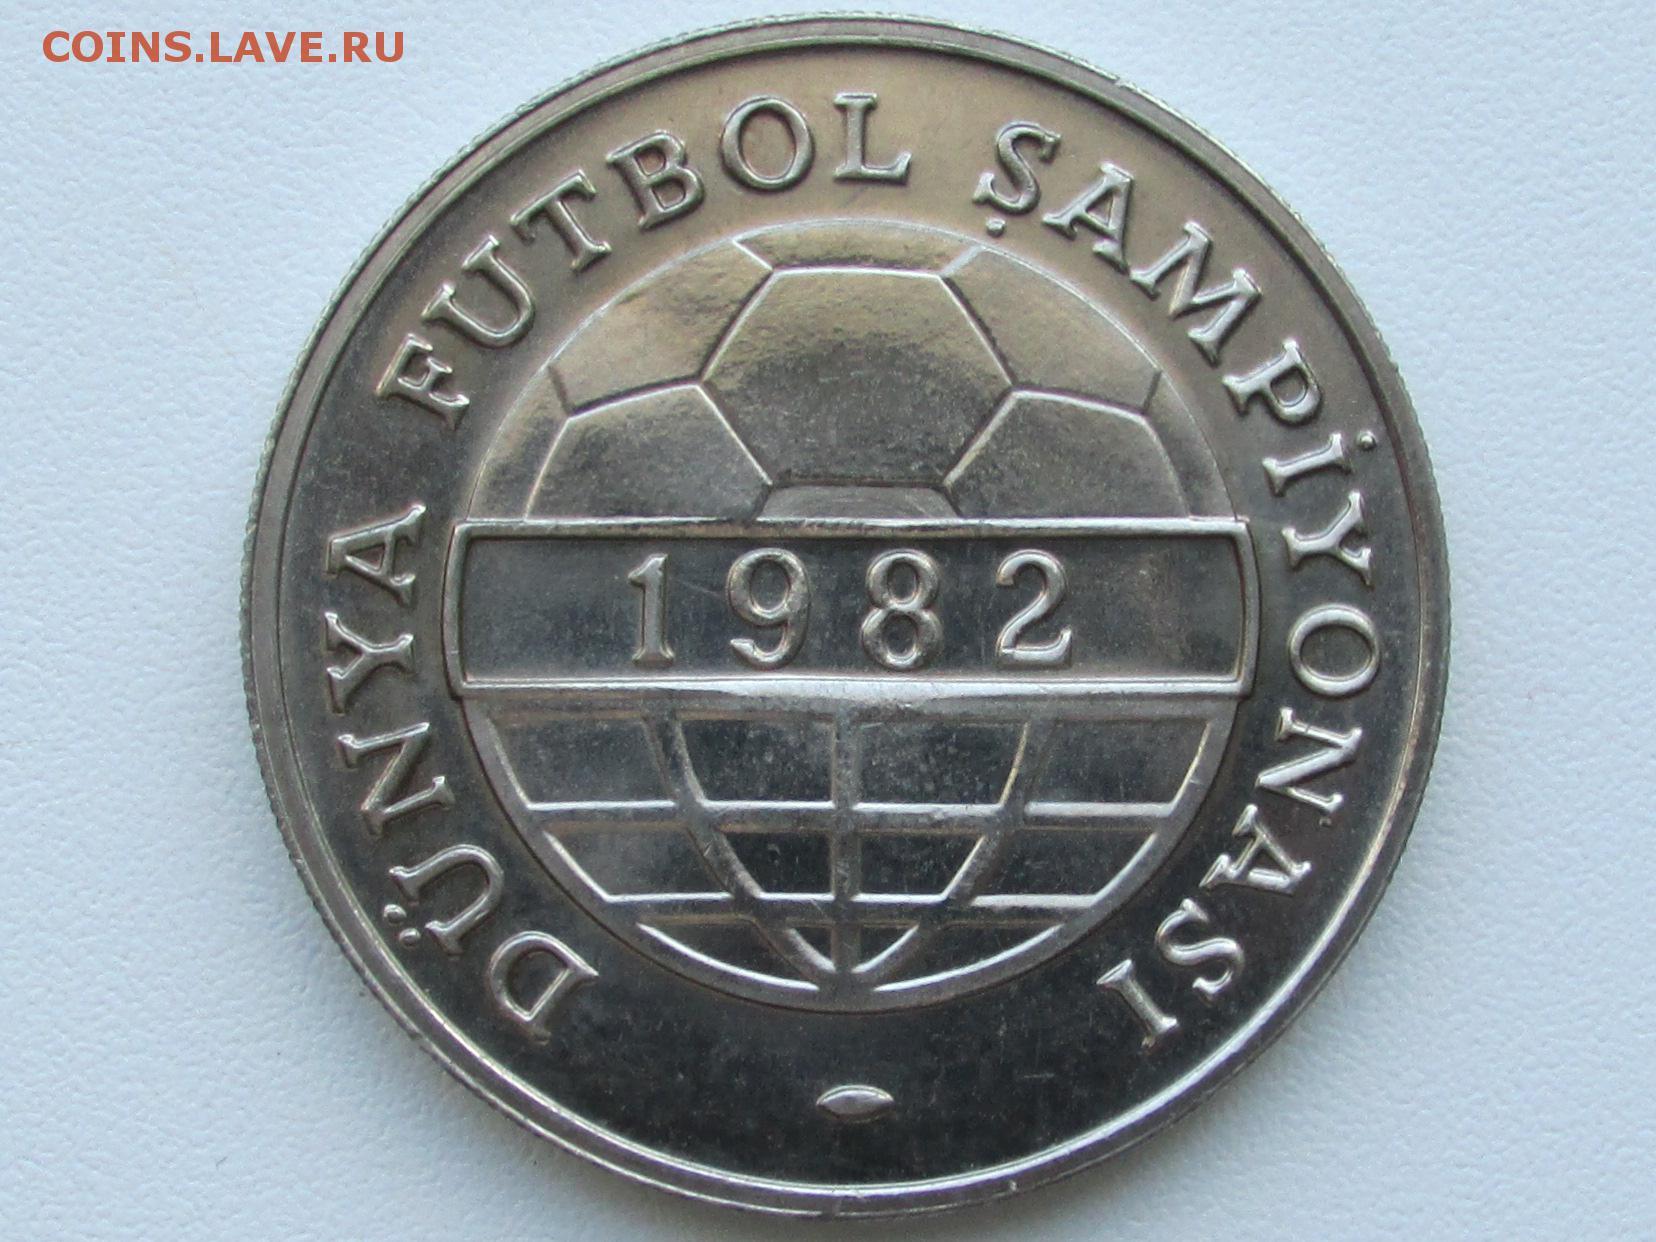 COINS.LAVE.RU
DÜNYA FUTBOL ŞAMPİYONASI
1982